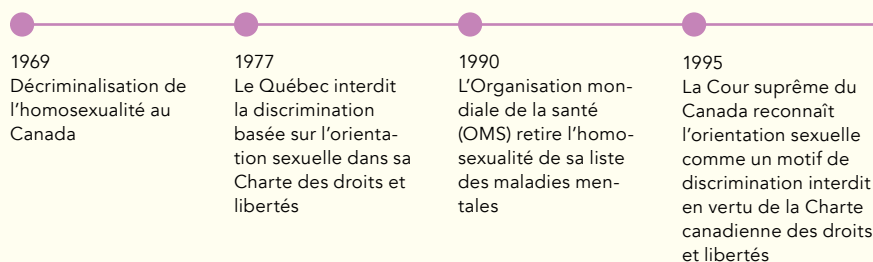 1969
Décriminalisation de
l'homosexualité au
Canada
1977
Le Québec interdit
la discrimination
basée sur l'orienta-
tion sexuelle dans sa
Charte des droits et
libertés
1990
L'Organisation mon-
diale de la santé
(OMS) retire l'homo-
sexualité de sa liste
des maladies men-
tales
1995
La Cour suprême du
Canada reconnaît
l'orientation sexuelle
comme un motif de
discrimination interdit
en vertu de la Charte
canadienne des droits
et libertés